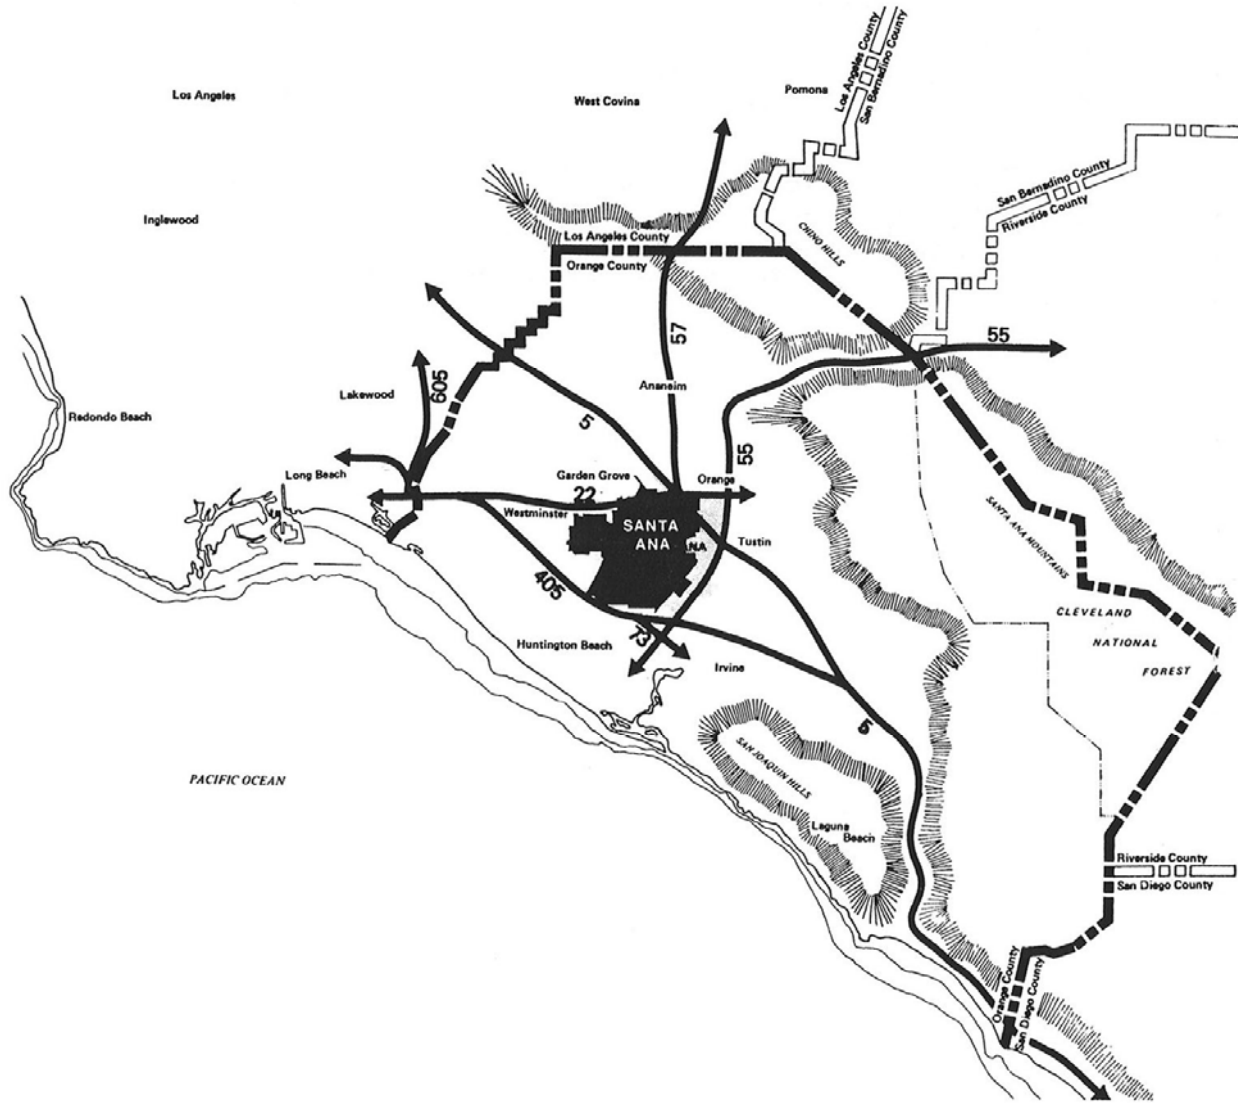 Los Angeles County
San Bernadino County
Pomona
Los Angeles
West Covina
San Bernadino County
Riverside County
Inglewood
CHINO HILLS
Los Angeles County
Orange County
57
55
605
Lakewood
Ananeim
Redondo Beach
5
55
Long Beach
Garden Grove
Orange
22
Westminster
SANTA
ANA
NA
Tustin
SANTA ANA MOUNTAINS
405
CLEVELAND
NATIONAL
FOREST
73
Huntington Beach
Irvine
5
SAN JOAQUIN HILLS
PACIFIC OCEAN
Laguna
Beach
Riverside County
San Diego County
Orange County
San Diego County